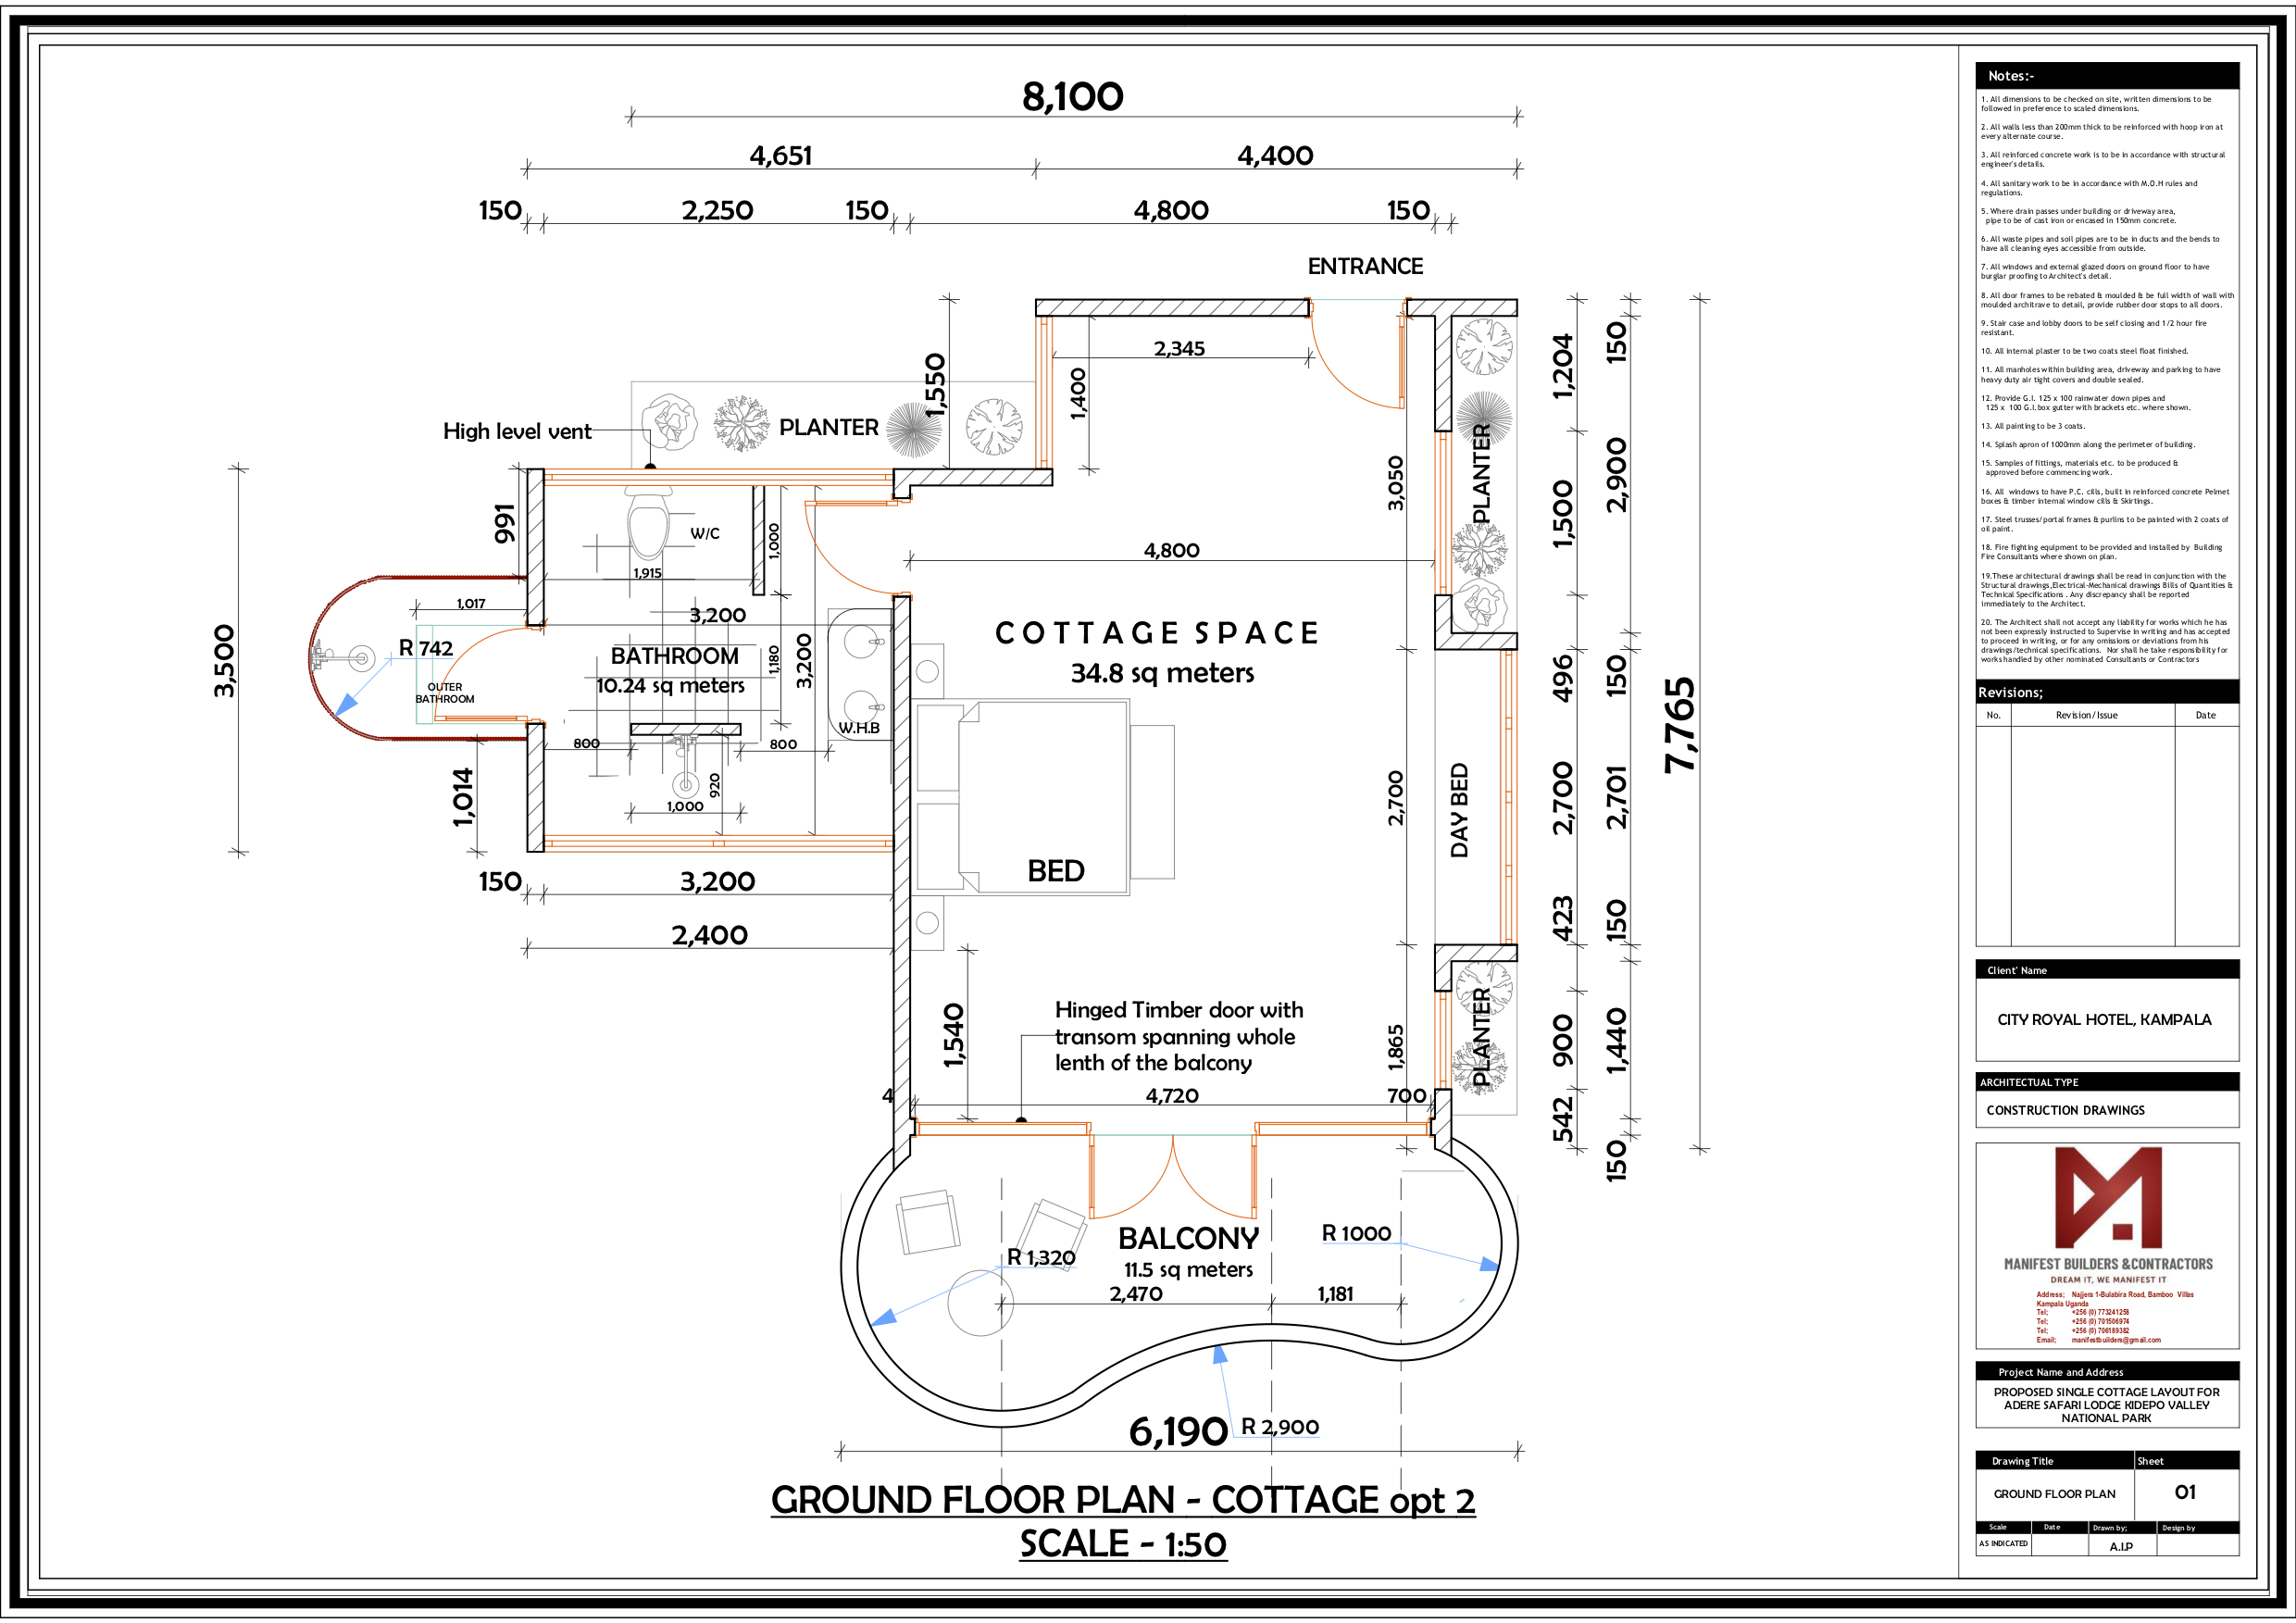 8,100
4,651
4,400
150
2,250
150
4,800
150
ENTRANCE
2,345
1,550
1,400
1,204
150
High level vent
PLANTER
3,050
PLANTER
2,900
1,500
991
W/C
1,000
1,915
4,800
3,500
1,017
3,200
R 742
OUTER
BATHROOM
BATHROOM
10.24 sq meters
1,180
3,200
COTTAGE SPACE
34.8 sq meters
496
150
7,765
W.H.B
800
800
920
1,000
1,014
BED
DAY BED
2,700
2,700
2,701
150
3,200
2,400
423
150
1,540
Hinged Timber door with
transom spanning whole
lenth of the balcony
1,865
PLANTER
900
1,440
4
4,720
700
542
150
BALCONY
11.5 sq meters
R 1,320
R 1000
2,470
1,181
6,190
R 2,900
GROUND FLOOR PLAN - COTTAGE opt 2
SCALE - 1:50
Notes:-
1. All dimensions to be checked on site, written dimensions to be
followed in preference to scaled dimensions.
2. All walls less than 200mm thick to be reinforced with hoop iron at
every alternate course.
3. All reinforced concrete work is to be in accordance with structural
engineer's details.
4. All sanitary work to be in accordance with M.O.H rules and
regulations.
5. Where drain passes under building or driveway area,
pipe to be of cast iron or encased in 150mm concrete.
6. All waste pipes and soil pipes are to be in ducts and the bends to
have all cleaning eyes accessible from outside.
7. All windows and external glazed doors on ground floor to have
burglar proofing to Architect's detail.
8. All door frames to be rebated & moulded & be full width of wall with
moulded architrave to detail, provide rubber door stops to all doors.
9. Stair case and lobby doors to be self closing and 1/2 hour fire
resistant.
10. All internal plaster to be two coats steel float finished.
11. All manholes within building area, driveway and parking to have
heavy duty air tight covers and double sealed.
12. Provide G.I. 125 x 100 rainwater down pipes and
125 x 100 G.I.box gutter with brackets etc. where shown.
13. All painting to be 3 coats.
14. Splash apron of 1000mm along the perimeter of building.
15. Samples of fittings, materials etc. to be produced &
approved before commencing work.
16. All windows to have P.C. cills, built in reinforced concrete Pelmet
boxes & timber internal window cills & Skirtings.
17. Steel trusses/portal frames & purlins to be painted with 2 coats of
oil paint.
18. Fire fighting equipment to be provided and installed by Building
Fire Consultants where shown on plan.
19.These architectural drawings shall be read in conjunction with the
Structural drawings,Electrical-Mechanical drawings Bills of Quantities &
Technical Specifications . Any discrepancy shall be reported
immediately to the Architect.
20. The Architect shall not accept any liability for works which he has
not been expressly instructed to Supervise in writing and has accepted
to proceed in writing, or for any omissions or deviations from his
drawings/technical specifications. Nor shall he take responsibility for
works handled by other nominated Consultants or Contractors
Revisions;
No. Revision/Issue Date
Client' Name
CITY ROYAL HOTEL, KAMPALA
ARCHITECTUAL TYPE
CONSTRUCTION DRAWINGS
MANIFEST BUILDERS &CONTRACTORS
DREAM IT, WE MANIFEST IT
Address; Najjera 1-Bulabira Road, Bamboo Villas
Kampala Uganda
Tel; +256 (0) 773241258
Tel; +256 (0) 701506974
Tel; +256 (0) 706189382
Email; manifestbuilders@gmail.com
Project Name and Address
PROPOSED SINGLE COTTAGE LAYOUT FOR
ADERE SAFARI LODGE KIDEPO VALLEY
NATIONAL PARK
Drawing Title Sheet
GROUND FLOOR PLAN 01
Scale Date Drawn by; Design by
AS INDICATED A.I.P